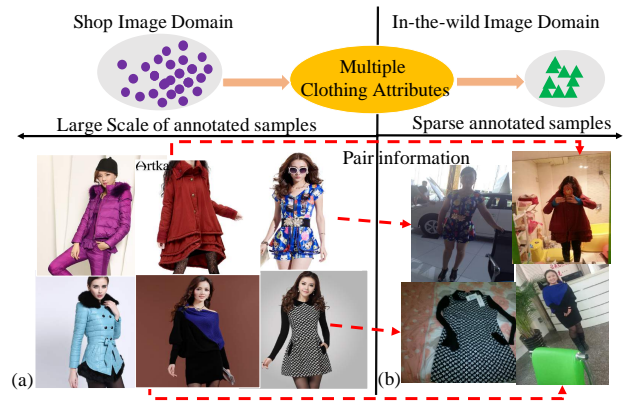 Shop Image Domain
In-the-wild Image Domain
Multiple
Clothing Attributes
Large Scale of annotated samples
Sparse annotated samples
Pair information
Artka
(a)
(b)